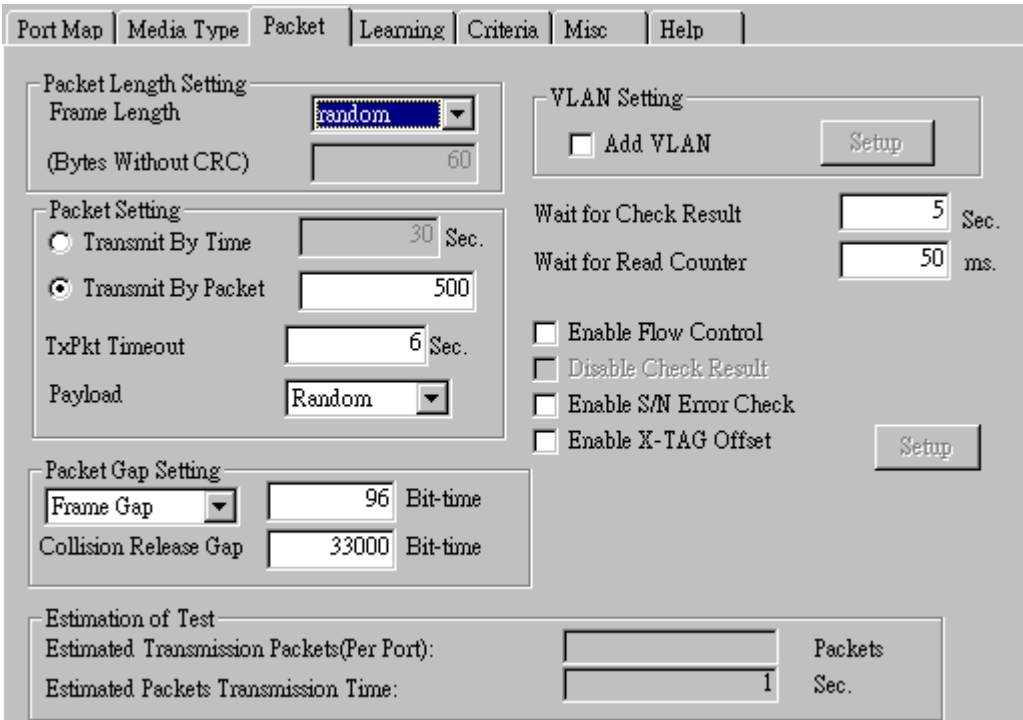 Port Map Media Type Packet Learning Criteria Misc Help
Packet Length Setting
Frame Length random
(Bytes Without CRC) 60
Packet Setting
Transmit By Time 30 Sec.
Transmit By Packet 500
TxPkt Timeout 6 Sec.
Payload Random
Packet Gap Setting
Frame Gap 96 Bit-time
Collision Release Gap 33000 Bit-time
VLAN Setting
Add VLAN Setup
Wait for Check Result 5 Sec.
Wait for Read Counter 50 ms.
Enable Flow Control
Disable Check Result
Enable S/N Error Check
Enable X-TAG Offset Setup
Estimation of Test
Estimated Transmission Packets(Per Port): Packets
Estimated Packets Transmission Time: 1 Sec.